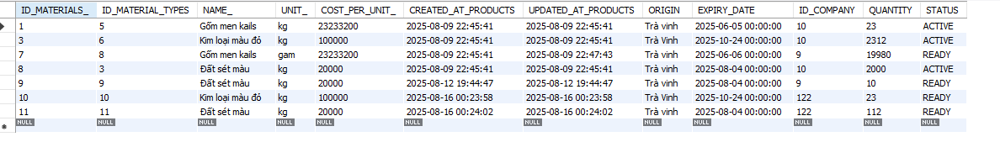 ID_MATERIALS_ ID_MATERIAL_TYPES NAME_ UNIT_ COST_PER_UNIT_ CREATED_AT_PRODUCTS UPDATED_AT_PRODUCTS ORIGIN EXPIRY_DATE ID_COMPANY QUANTITY STATUS
1 5 Gốm men kails kg 23233200 2025-08-09 22:45:41 2025-08-09 22:45:41 Trà vinh 2025-06-05 00:00:00 10 23 ACTIVE
3 6 Kim loại màu đỏ kg 100000 2025-08-09 22:45:41 2025-08-09 22:45:41 Trà vinh 2025-10-24 00:00:00 10 2312 ACTIVE
7 8 Gốm men kails gam 23233200 2025-08-09 22:45:41 2025-08-09 22:47:43 Trà vinh 2025-06-06 00:00:00 9 19980 READY
8 3 Đất sét màu kg 20000 2025-08-09 22:45:41 2025-08-09 22:45:41 Trà vinh 2025-08-04 00:00:00 10 2000 ACTIVE
9 9 Đất sét màu kg 20000 2025-08-12 19:44:47 2025-08-12 19:44:47 Trà vinh 2025-08-04 00:00:00 9 10 READY
10 10 Kim loại màu đỏ kg 100000 2025-08-16 00:23:58 2025-08-16 00:23:58 Trà vinh 2025-10-24 00:00:00 122 23 READY
11 11 Đất sét màu kg 20000 2025-08-16 00:24:02 2025-08-16 00:24:02 Trà vinh 2025-08-04 00:00:00 122 112 READY
NULL NULL NULL NULL NULL NULL NULL NULL NULL NULL NULL NULL